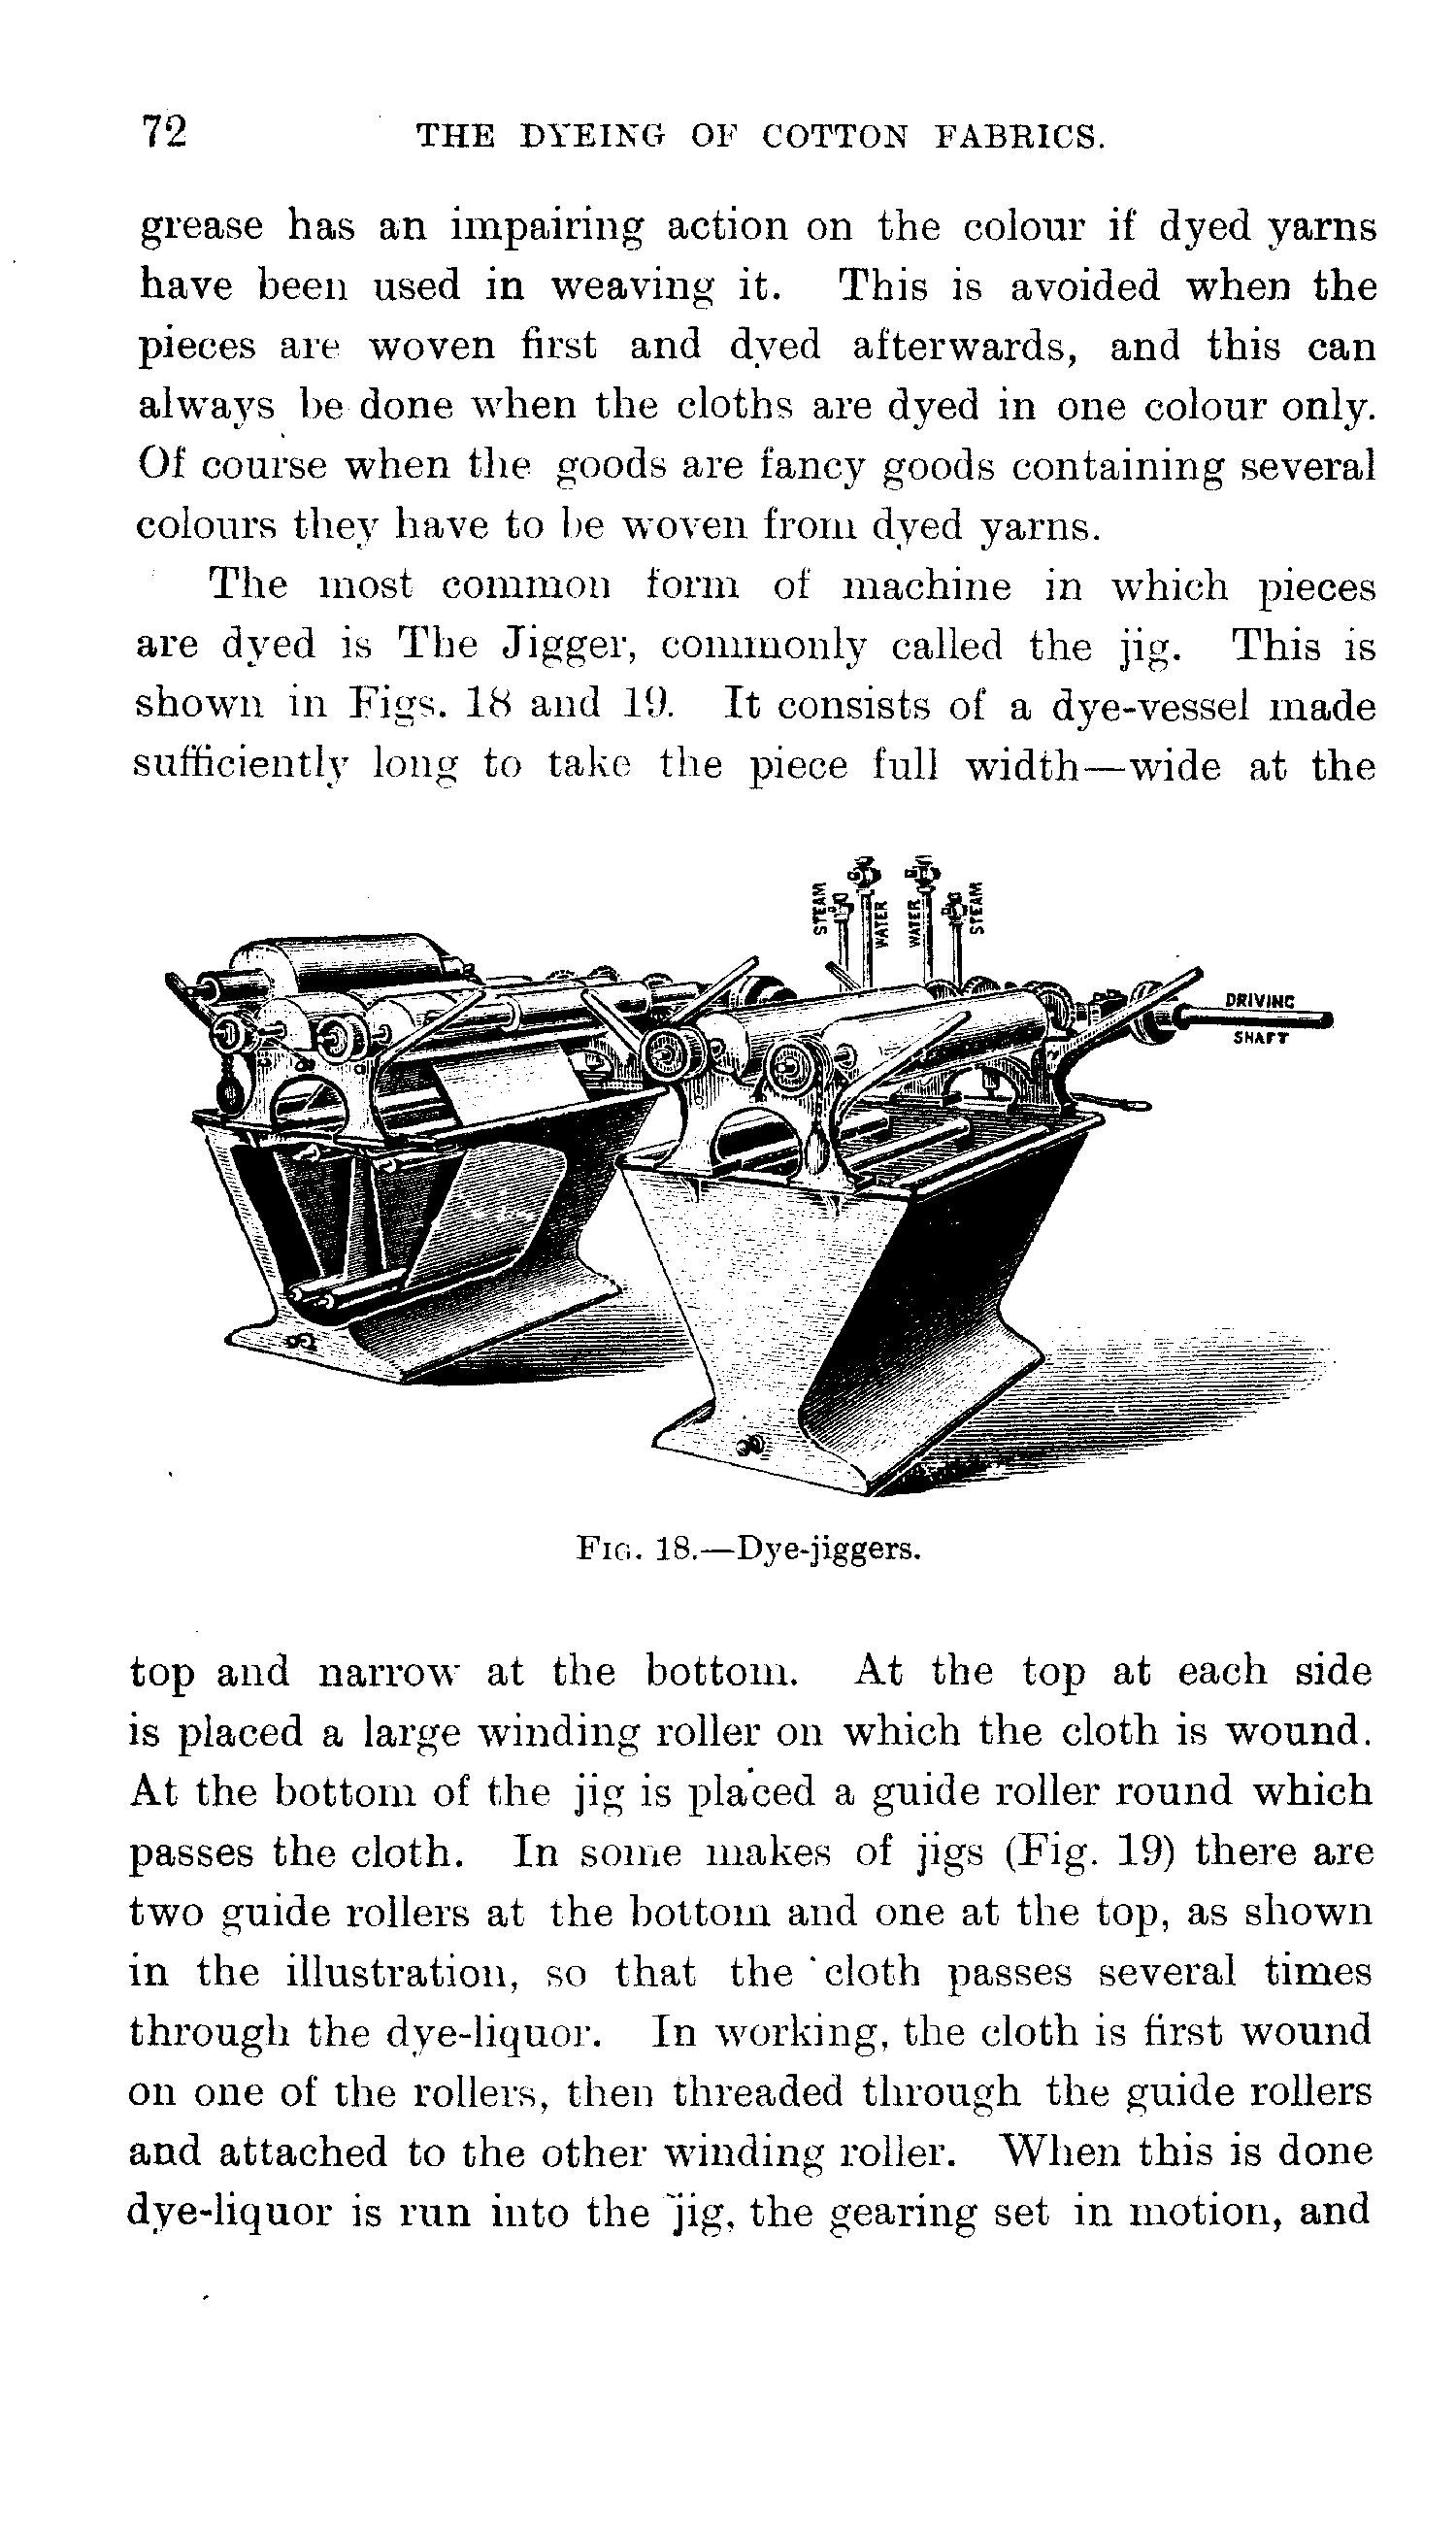 72 THE DYEING OF COTTON FABRICS.
grease has an impairing action on the colour if dyed yarns
have been used in weaving it. This is avoided when the
pieces are woven first and dyed afterwards, and this can
always be done when the cloths are dyed in one colour only.
Of course when the goods are fancy goods containing several
colours they have to be woven from dyed yarns.
The most common form of machine in which pieces
are dyed is The Jigger, commonly called the jig. This is
shown in Figs. 18 and 19. It consists of a dye-vessel made
sufficiently long to take the piece full width—wide at the
STEAM
WATER
WATER
STEAM
DRIVING
SHAFT
FIG. 18.—Dye-jiggers.
top and narrow at the bottom. At the top at each side
is placed a large winding roller on which the cloth is wound.
At the bottom of the jig is placed a guide roller round which
passes the cloth. In some makes of jigs (Fig. 19) there are
two guide rollers at the bottom and one at the top, as shown
in the illustration, so that the cloth passes several times
through the dye-liquor. In working, the cloth is first wound
on one of the rollers, then threaded through the guide rollers
and attached to the other winding roller. When this is done
dye-liquor is run into the jig, the gearing set in motion, and